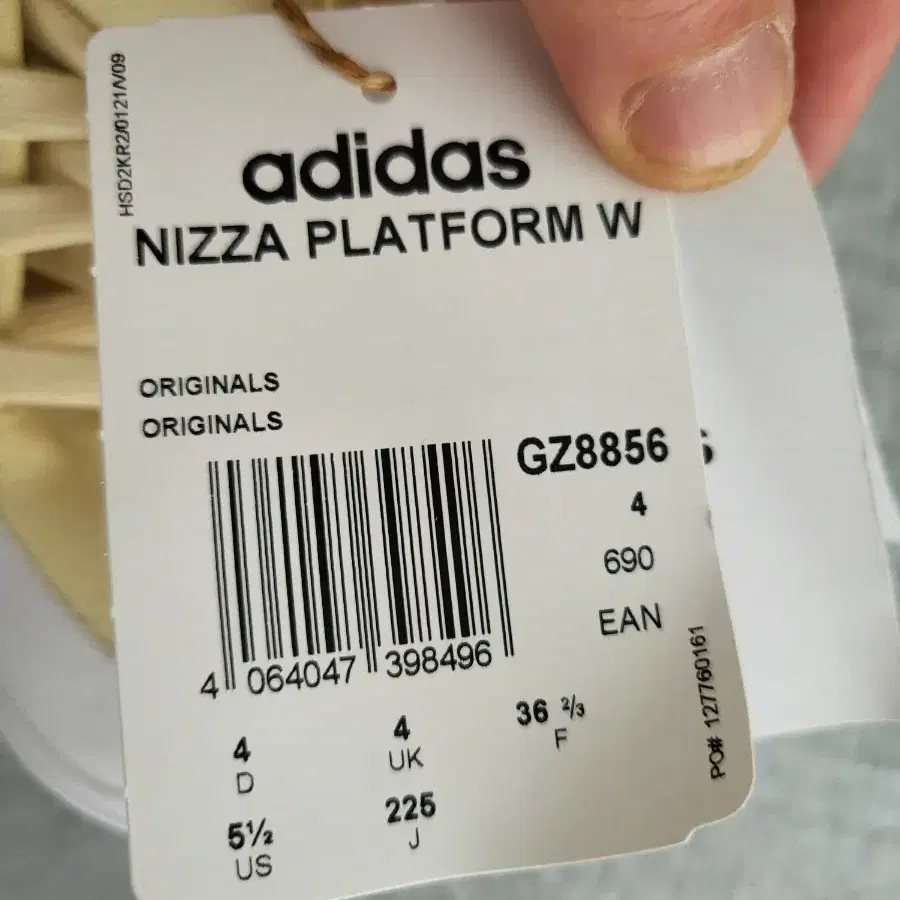 HSD2KR2/0121/V/09
adidas
NIZZA PLATFORM W
ORIGINALS
ORIGINALS
GZ8856
4
690
EAN
4 064047 398496
PO# 127760161
4
D
4
UK
36 ⅔
F
5½
US
225
J